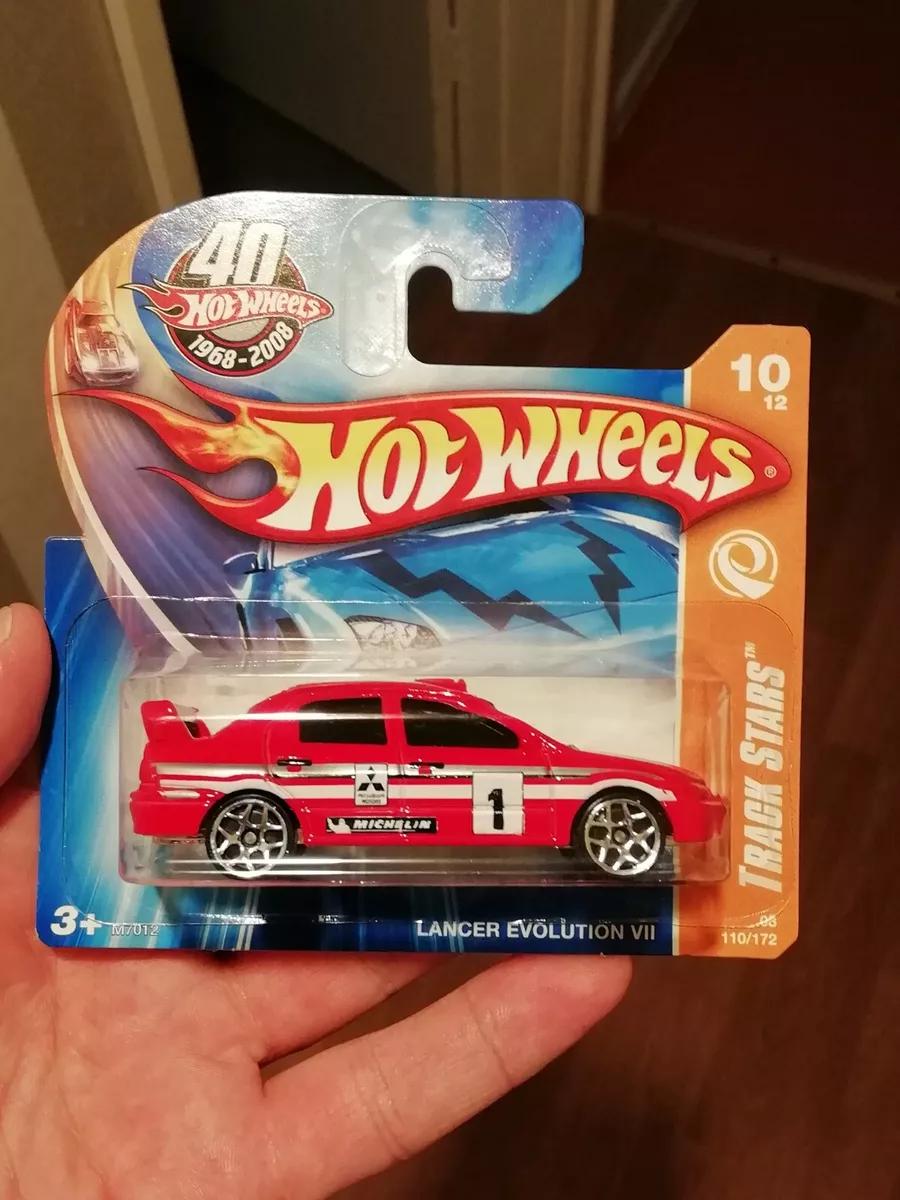 40
HOT WHEELS
1968-2008
10
12
HOT WHEELS®
TRACK STARS™
MITSUBISHI
MOTORS
1
MICHELIN
3+
M7012
LANCER EVOLUTION VII
110/172